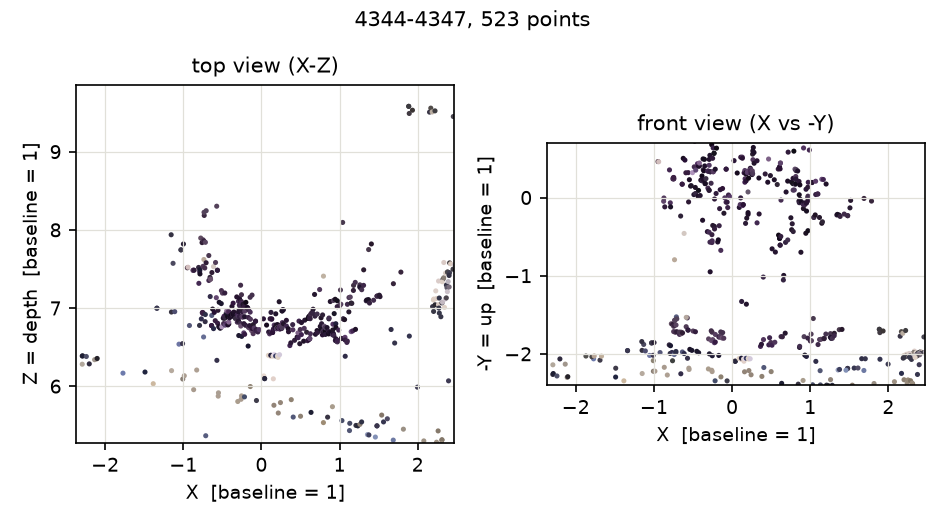 4344-4347, 523 points
top view (X-Z)
Z = depth [baseline = 1]
9
8
7
6
−2
−1
0
1
2
X [baseline = 1]
front view (X vs -Y)
-Y = up [baseline = 1]
0
−1
−2
−2
−1
0
1
2
X [baseline = 1]